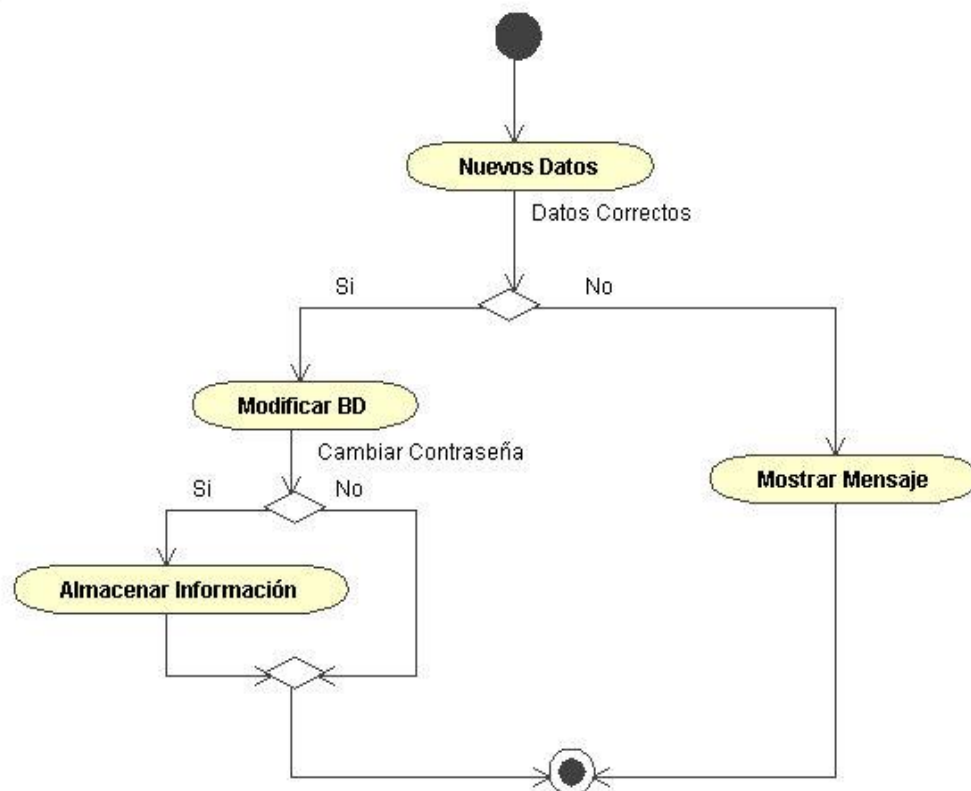 Nuevos Datos
Datos Correctos
Si
No
Modificar BD
Cambiar Contraseña
Si
No
Mostrar Mensaje
Almacenar Información